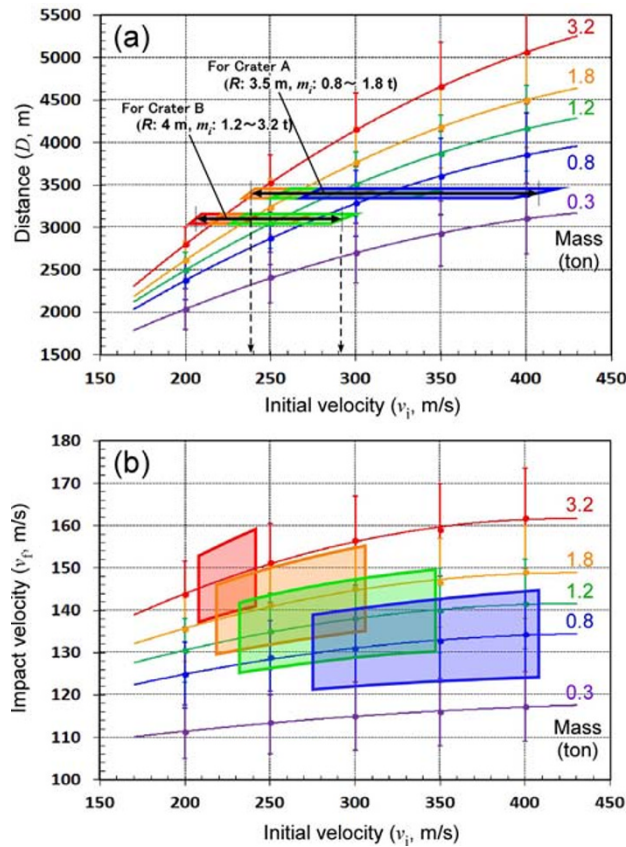 (a)
5500
5000
4500
4000
3500
3000
2500
2000
1500
Distance (D, m)
For Crater A
(R: 3.5 m, mi: 0.8～ 1.8 t)
For Crater B
(R: 4 m, mi: 1.2～3.2 t)
3.2
1.8
1.2
0.8
0.3
Mass
(ton)
150 200 250 300 350 400 450
Initial velocity (vi, m/s)
(b)
180
170
160
150
140
130
120
110
100
Impact velocity (vf, m/s)
3.2
1.8
1.2
0.8
0.3
Mass
(ton)
150 200 250 300 350 400 450
Initial velocity (vi, m/s)